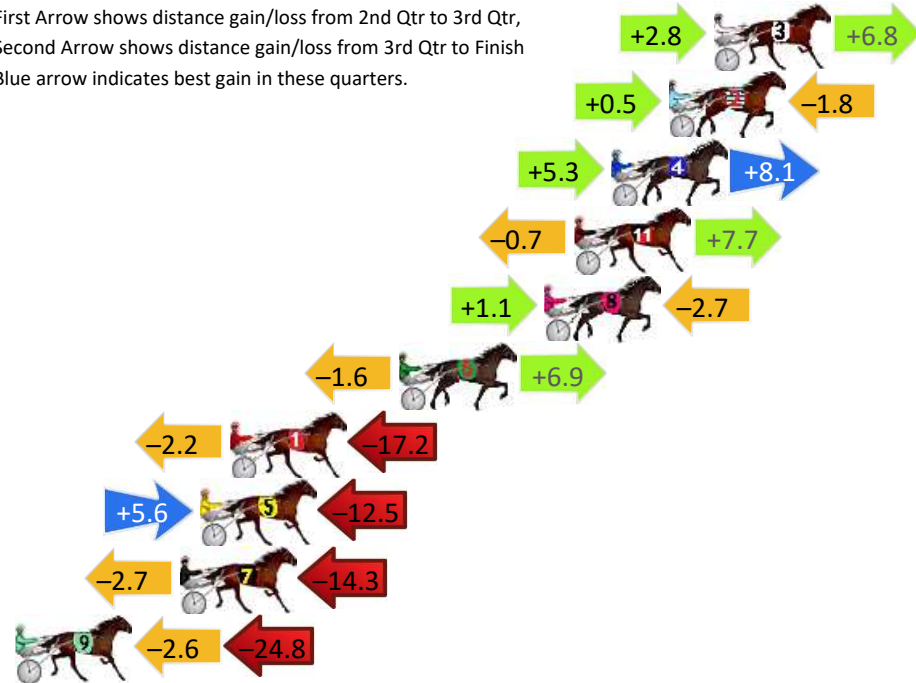 First Arrow shows distance gain/loss from 2nd Qtr to 3rd Qtr,
Second Arrow shows distance gain/loss from 3rd Qtr to Finish
Blue arrow indicates best gain in these quarters.
+2.8 3 +6.8
+0.5 –1.8
+5.3 4 +8.1
–0.7 11 +7.7
+1.1 8 –2.7
–1.6 6 +6.9
–2.2 1 –17.2
+5.6 5 –12.5
–2.7 7 –14.3
9 –2.6 –24.8